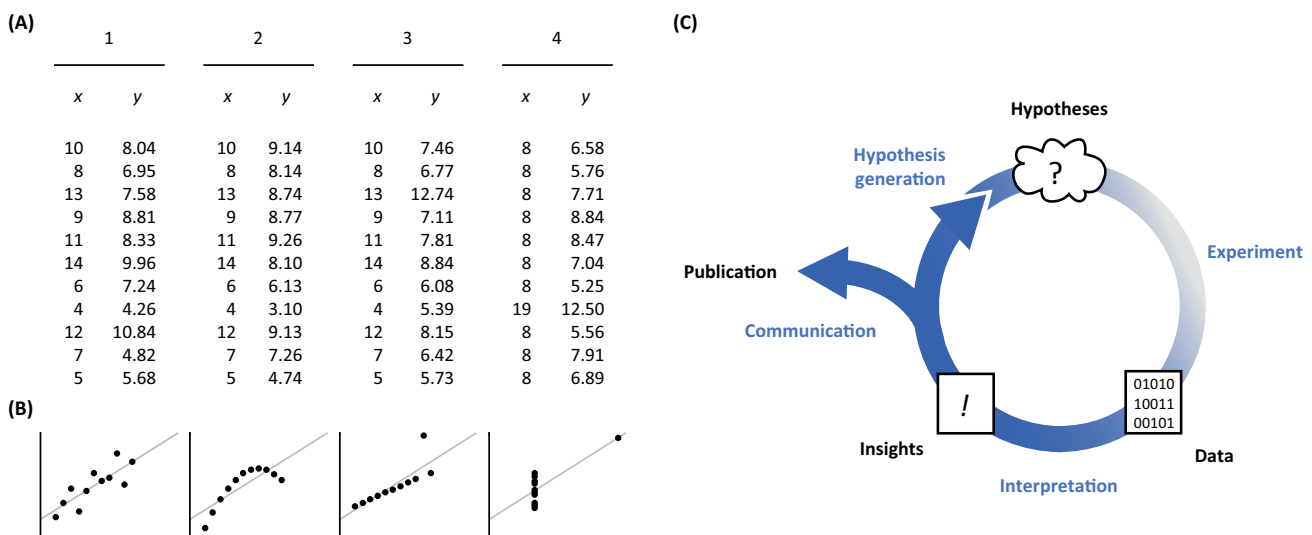 (A)
1 2 3 4
x y x y x y x y
10 8.04 10 9.14 10 7.46 8 6.58
8 6.95 8 8.14 8 6.77 8 5.76
13 7.58 13 8.74 13 12.74 8 7.71
9 8.81 9 8.77 9 7.11 8 8.84
11 8.33 11 9.26 11 7.81 8 8.47
14 9.96 14 8.10 14 8.84 8 7.04
6 7.24 6 6.13 6 6.08 8 5.25
4 4.26 4 3.10 4 5.39 19 12.50
12 10.84 12 9.13 12 8.15 8 5.56
7 4.82 7 7.26 7 6.42 8 7.91
5 5.68 5 4.74 5 5.73 8 6.89
(B)
(C)
Hypotheses
?
Hypothesis
generation
Experiment
Publication
Communication
!
01010
10011
00101
Insights
Data
Interpretation